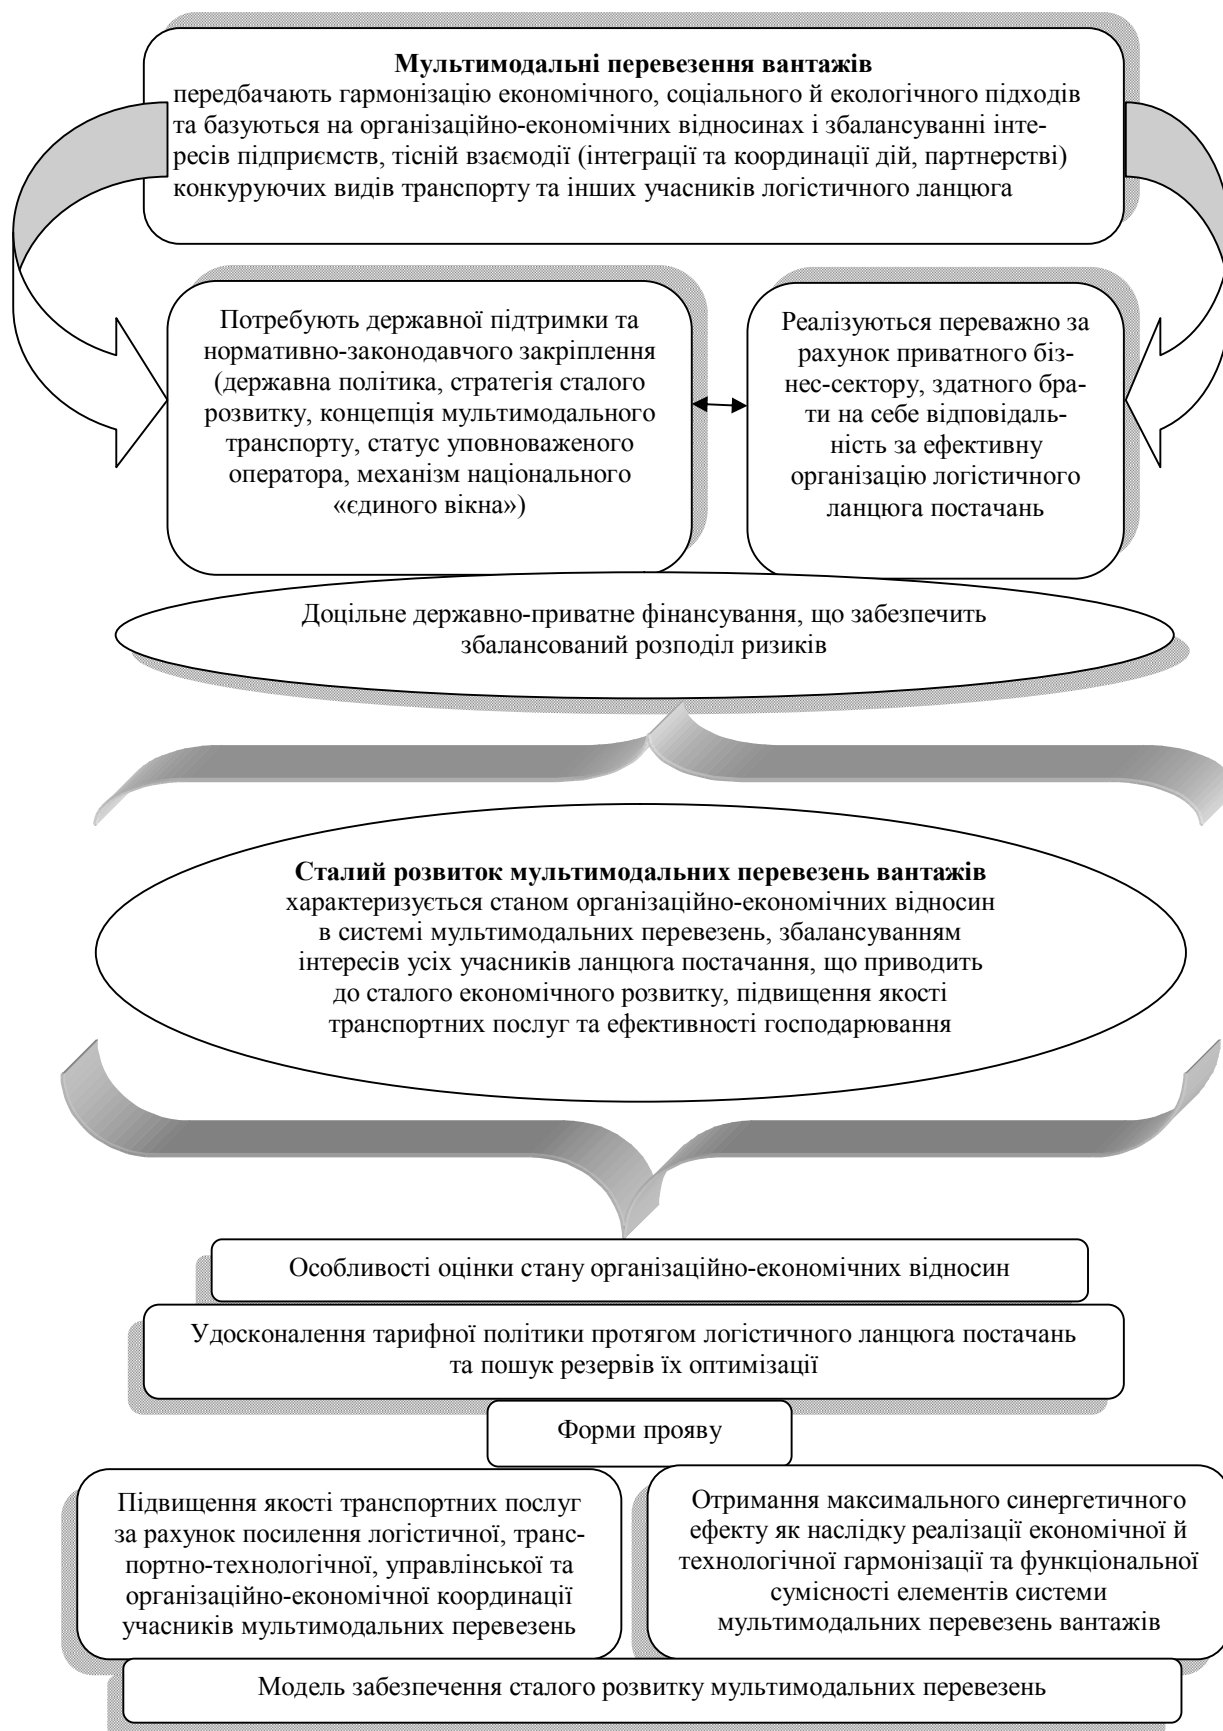 Мультимодальні перевезення вантажів
передбачають гармонізацію економічного, соціального й екологічного підходів
та базуються на організаційно-економічних відносинах і збалансуванні інте-
ресів підприємств, тісній взаємодії (інтеграції та координації дій, партнерстві)
конкуруючих видів транспорту та інших учасників логістичного ланцюга
Потребують державної підтримки та
нормативно-законодавчого закріплення
(державна політика, стратегія сталого
розвитку, концепція мультимодального
транспорту, статус уповноваженого
оператора, механізм національного
«єдиного вікна»)
Реалізуються переважно за
рахунок приватного біз-
нес-сектору, здатного бра-
ти на себе відповідаль-
ність за ефективну
організацію логістичного
ланцюга постачань
Доцільне державно-приватне фінансування, що забезпечить
збалансований розподіл ризиків
Сталий розвиток мультимодальних перевезень вантажів
характеризується станом організаційно-економічних відносин
в системі мультимодальних перевезень, збалансуванням
інтересів усіх учасників ланцюга постачання, що приводить
до сталого економічного розвитку, підвищення якості
транспортних послуг та ефективності господарювання
Особливості оцінки стану організаційно-економічних відносин
Удосконалення тарифної політики протягом логістичного ланцюга постачань
та пошук резервів їх оптимізації
Форми прояву
Підвищення якості транспортних послуг
за рахунок посилення логістичної, транс-
портно-технологічної, управлінської та
організаційно-економічної координації
учасників мультимодальних перевезень
Отримання максимального синергетичного
ефекту як наслідку реалізації економічної й
технологічної гармонізації та функціональної
сумісності елементів системи
мультимодальних перевезень вантажів
Модель забезпечення сталого розвитку мультимодальних перевезень